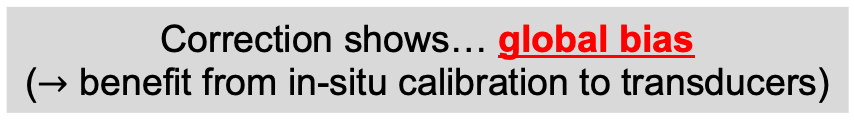 Correction shows… global bias
(→ benefit from in-situ calibration to transducers)